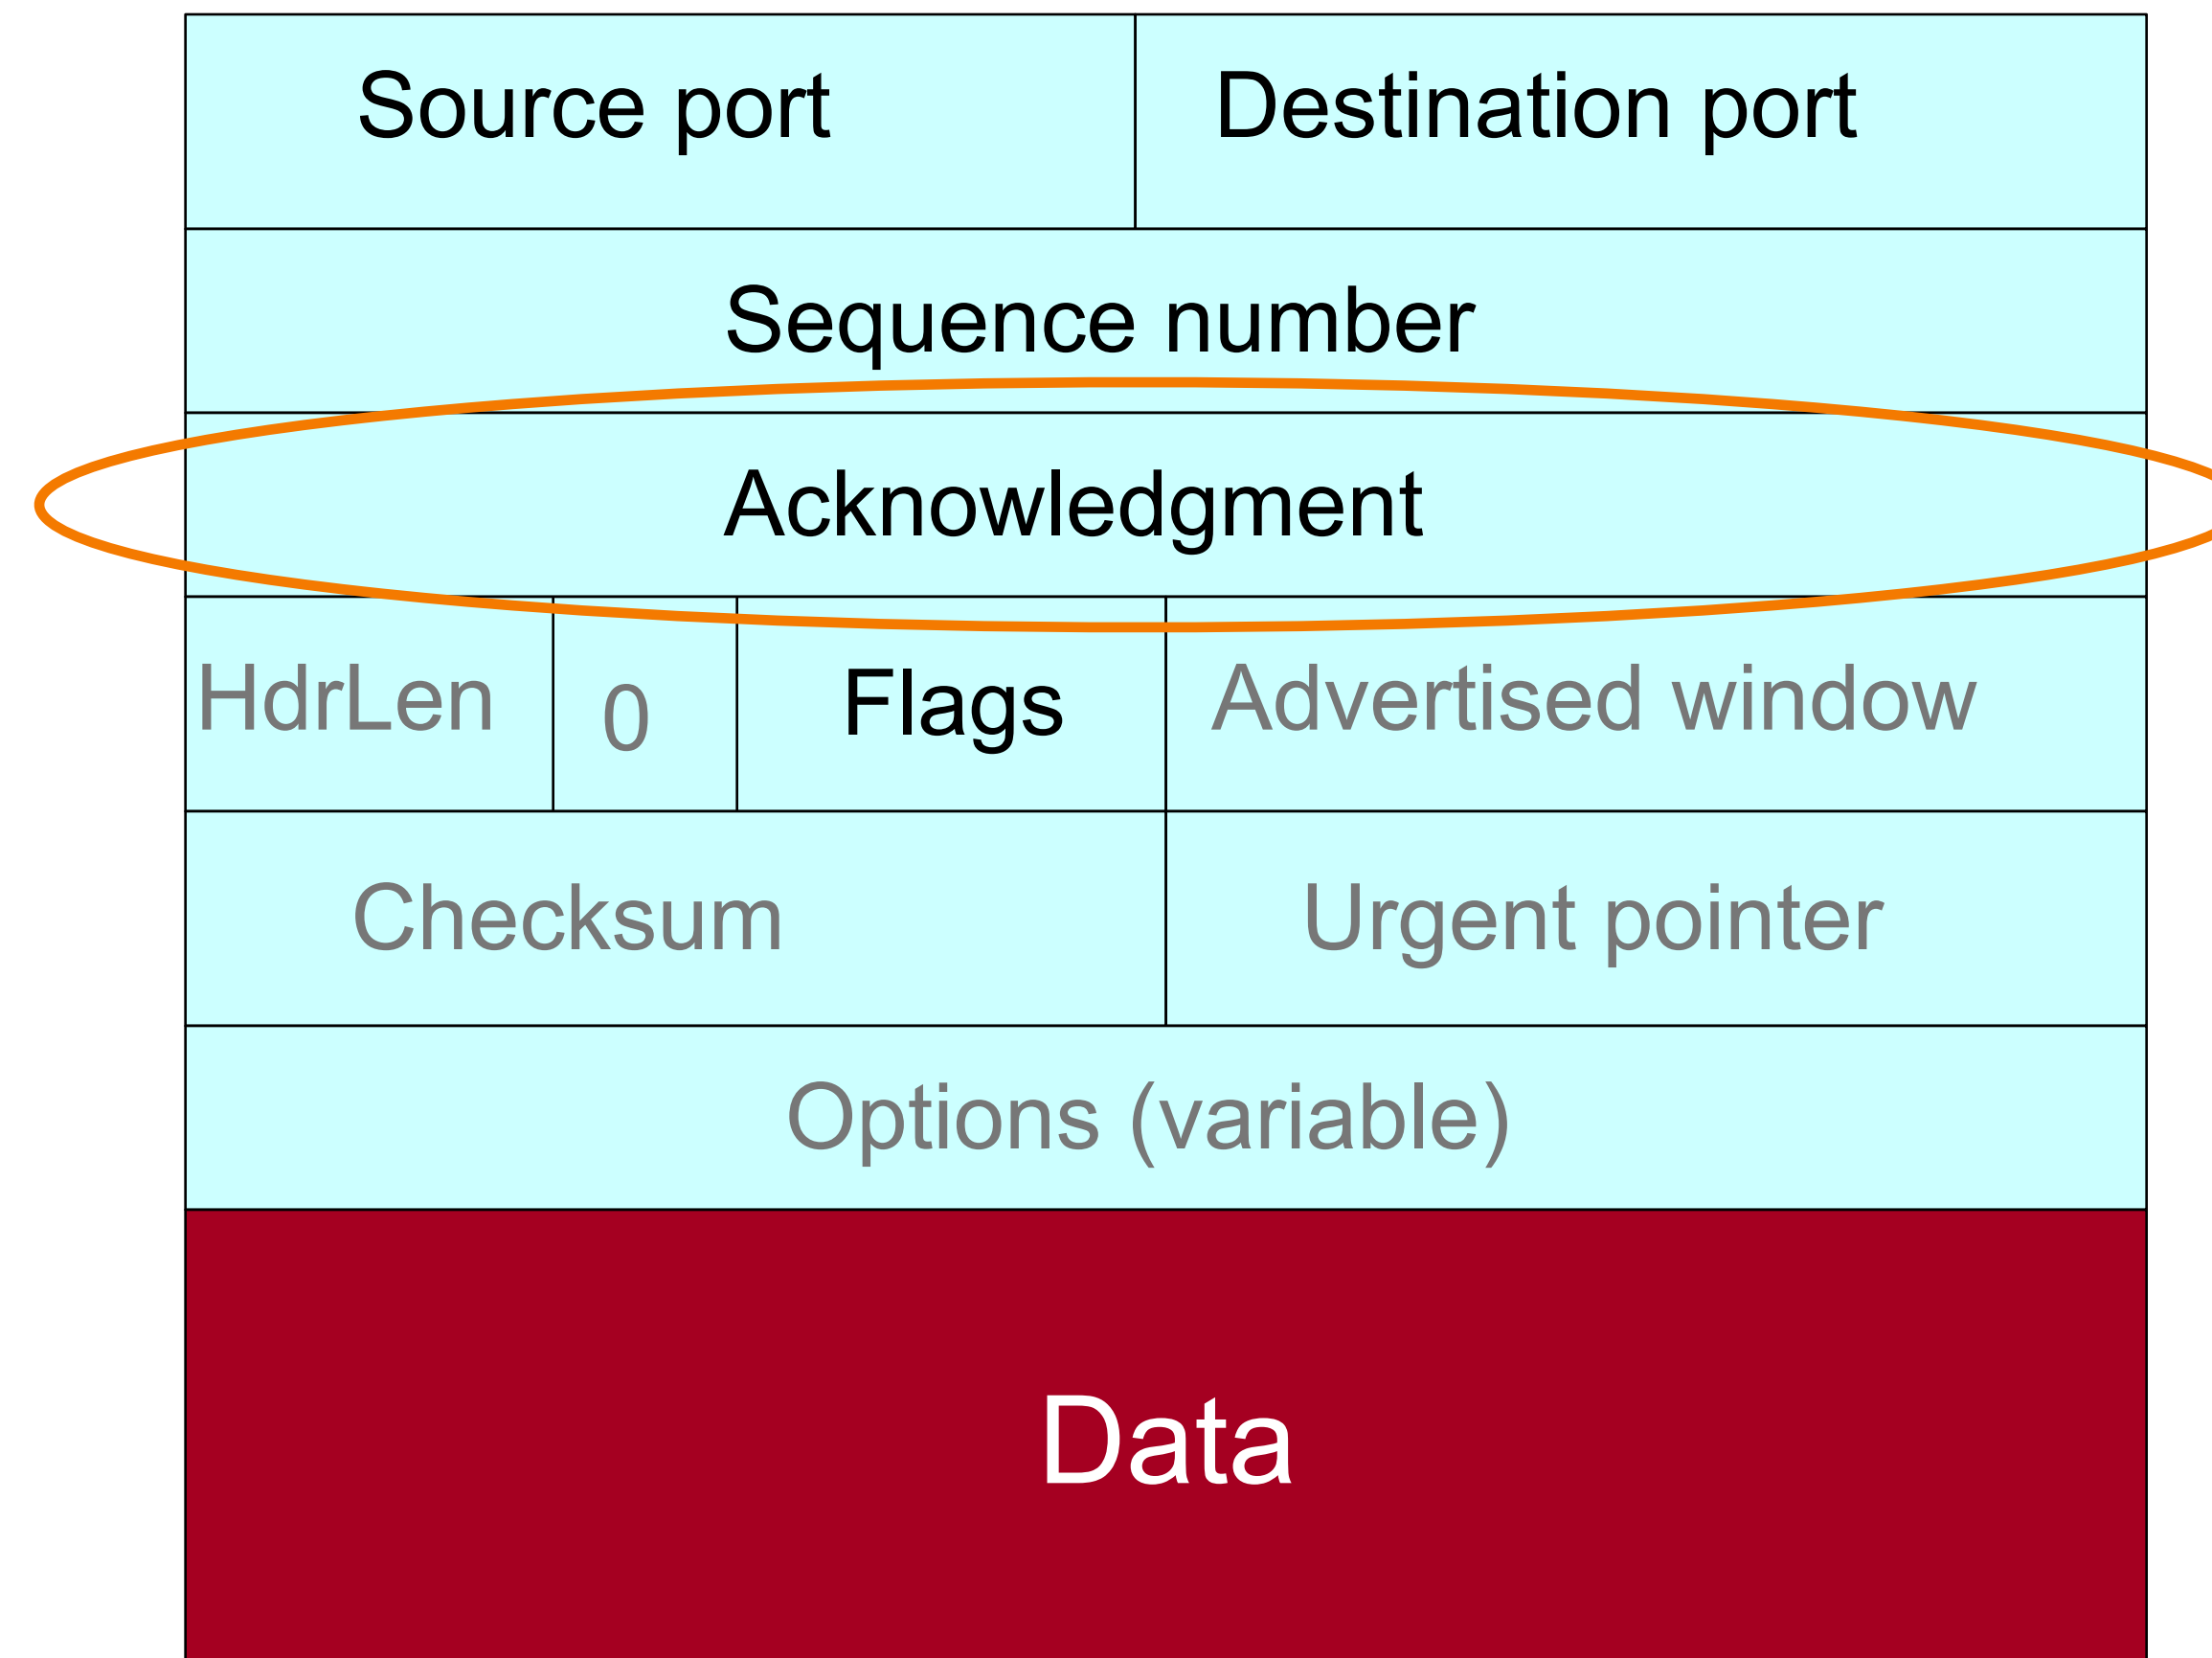 Source port Destination port
Sequence number
Acknowledgment
HdrLen 0 Flags Advertised window
Checksum Urgent pointer
Options (variable)
Data